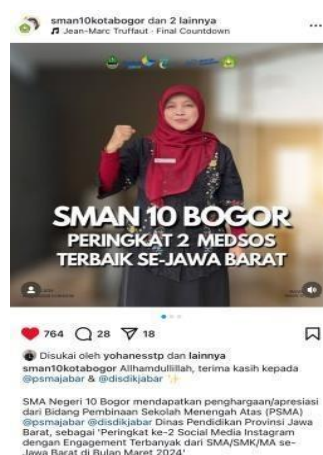 sman10kotabogor dan 2 lainnya
Jean-Marc Truffaut · Final Countdown
SMAN 10 BOGOR
PERINGKAT 2 MEDSOS
TERBAIK SE-JAWA BARAT
764 28 18
Disukai oleh yohanesstp dan lainnya
sman10kotabogor Allhamdullillah, terima kasih kepada
@psmajabar & @disdikjabar ✨
SMA Negeri 10 Bogor mendapatkan penghargaan/apresiasi
dari Bidang Pembinaan Sekolah Menengah Atas (PSMA)
@psmajabar @disdikjabar Dinas Pendidikan Provinsi Jawa
Barat, sebagai 'Peringkat ke-2 Social Media Instagram
dengan Engagement Terbanyak dari SMA/SMK/MA se-
Jawa Barat di Bulan Maret 2024'